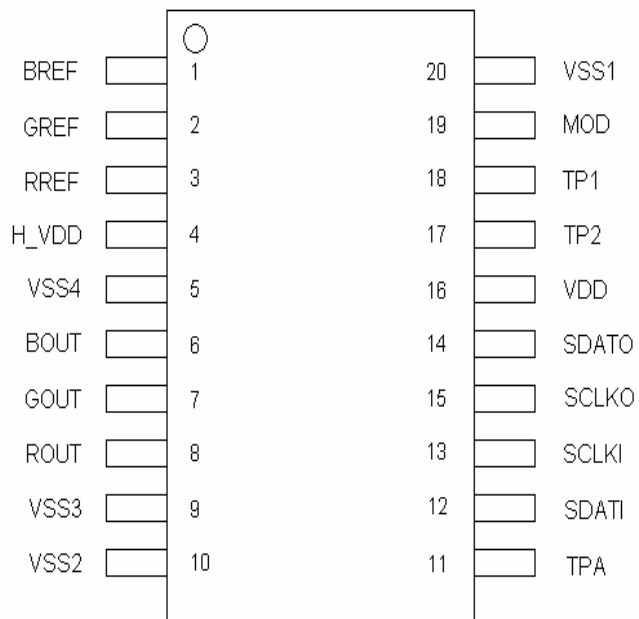 BREF 1 20 VSS1
GREF 2 19 MOD
RREF 3 18 TP1
H_VDD 4 17 TP2
VSS4 5 16 VDD
BOUT 6 14 SDATO
GOUT 7 15 SCLKO
ROUT 8 13 SCLKI
VSS3 9 12 SDATI
VSS2 10 11 TPA